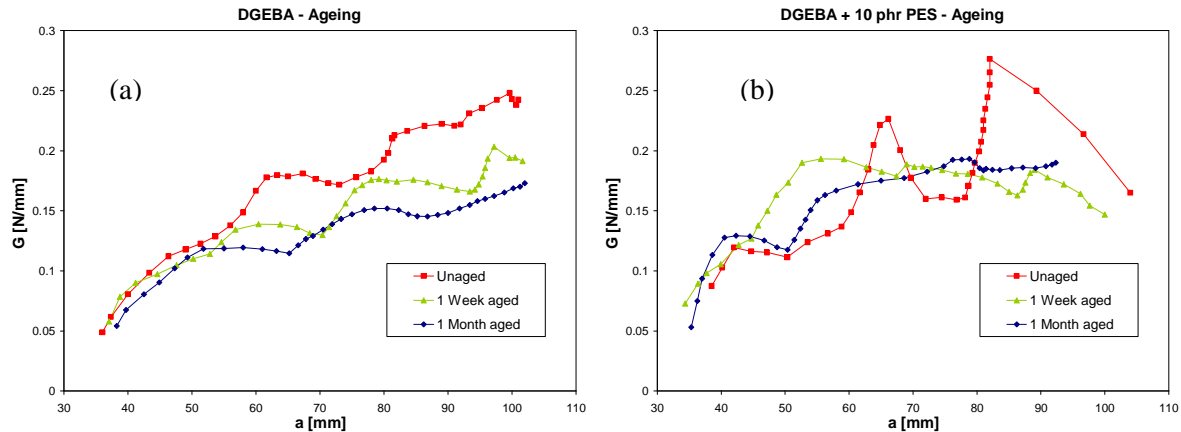 DGEBA - Ageing
(a)
G [N/mm]
0.3
0.25
0.2
0.15
0.1
0.05
0
30 40 50 60 70 80 90 100 110
a [mm]
Unaged
1 Week aged
1 Month aged
DGEBA + 10 phr PES - Ageing
(b)
G [N/mm]
0.3
0.25
0.2
0.15
0.1
0.05
0
30 40 50 60 70 80 90 100 110
a [mm]
Unaged
1 Week aged
1 Month aged